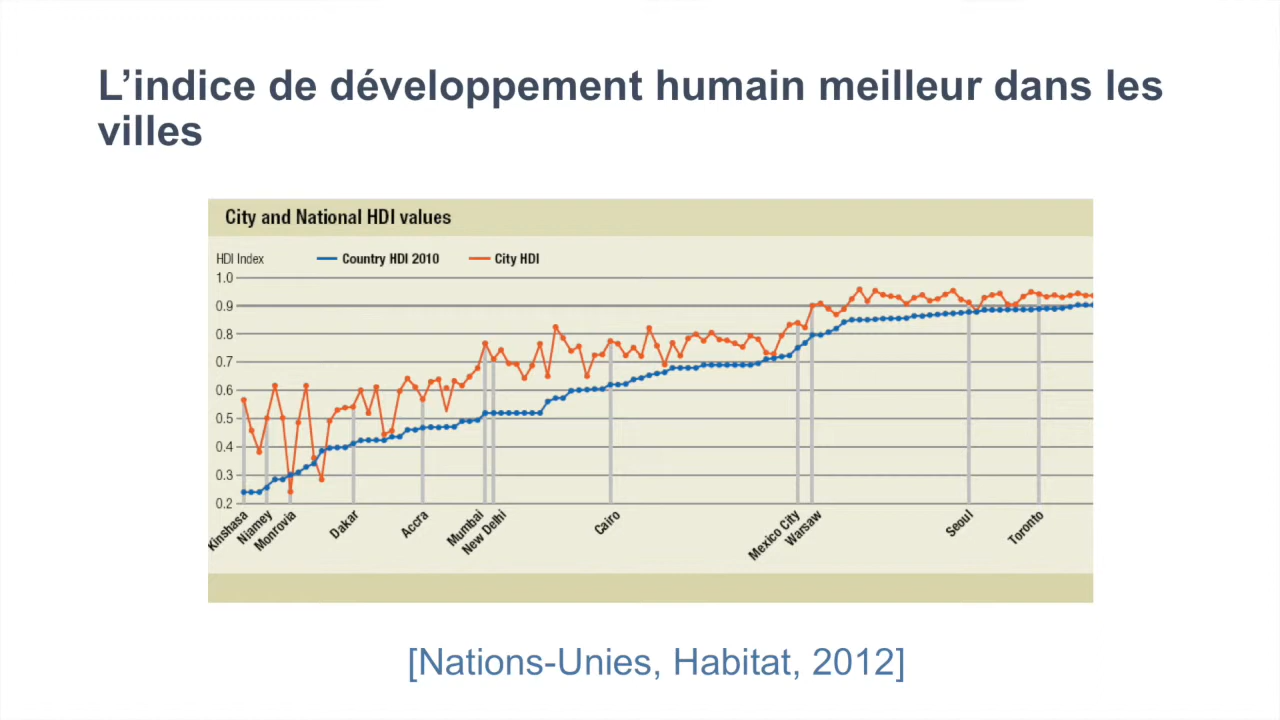 L’indice de développement humain meilleur dans les
villes
City and National HDI values
HDI Index
Country HDI 2010
City HDI
1.0
0.9
0.8
0.7
0.6
0.5
0.4
0.3
0.2
Kinshasa
Niamey
Monrovia
Dakar
Accra
Mumbai
New Delhi
Cairo
Mexico City
Warsaw
Seoul
Toronto
[Nations-Unies, Habitat, 2012]